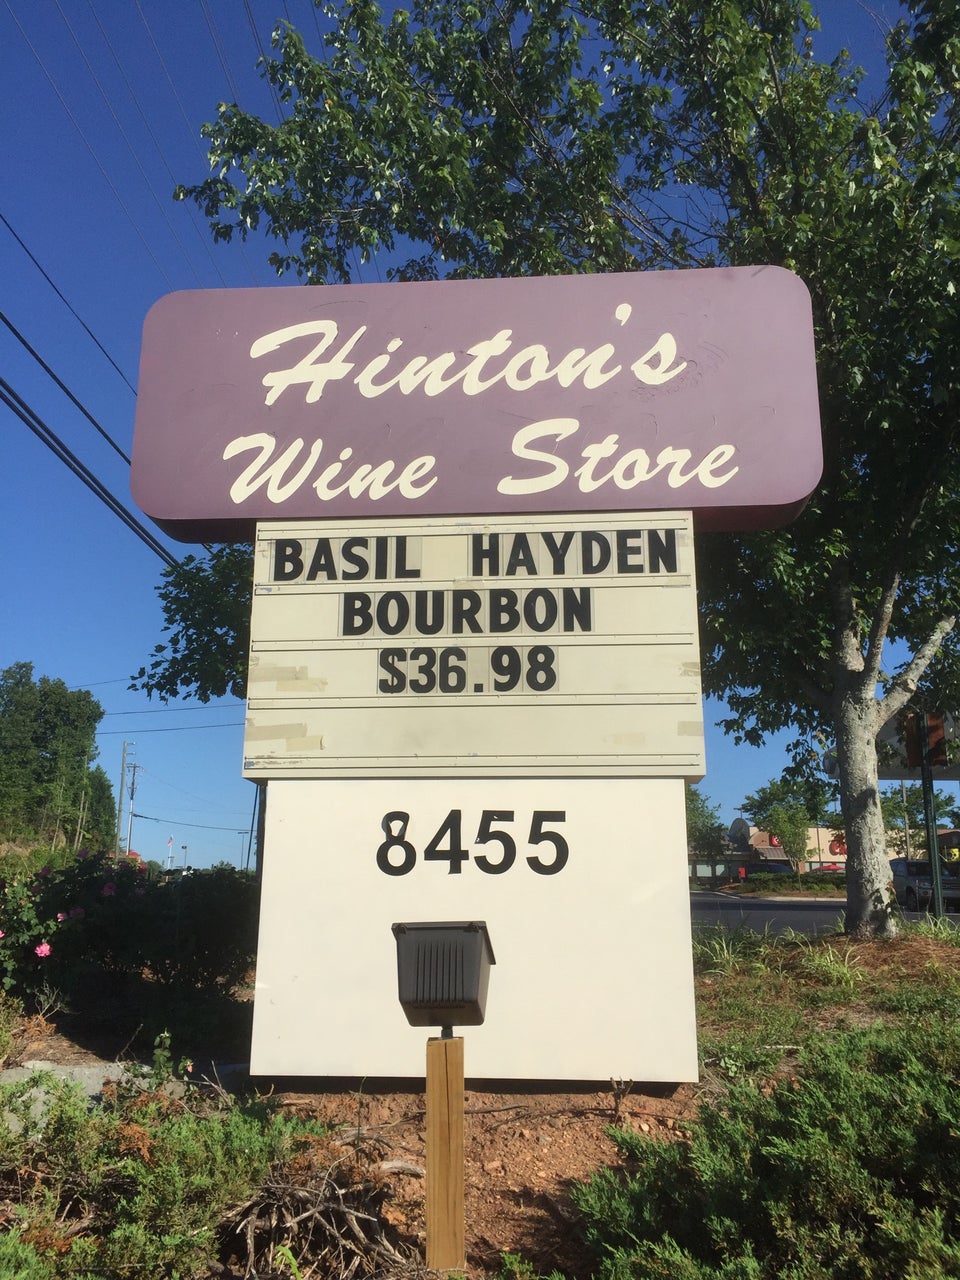 Hinton's
Wine Store
BASIL HAYDEN
BOURBON
$36.98
8455